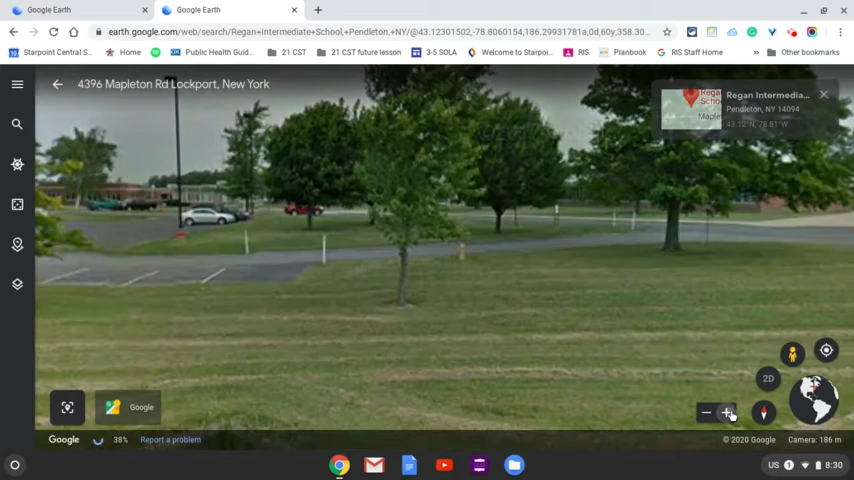 Google Earth
Google Earth
earth.google.com/web/search/Regan+Intermediate+School,+Pendleton,+NY/@43.12301502,-78.8060154,186.29931781a,0d,60y,358.30...
Starpoint Central S...
Home
Public Health Guid...
21 CST
21 CST future lesson
3-5 SOLA
Welcome to Starpoi...
RIS
Planbook
RIS Staff Home
»
Other bookmarks
4396 Mapleton Rd Lockport, New York
Regan Intermedia...
Pendleton, NY 14094
43.12°N, 78.81°W
Regan
Scho
Maple
2D
Google
Google
38%
Report a problem
© 2020 Google
Camera: 186 m
US
1
8:30